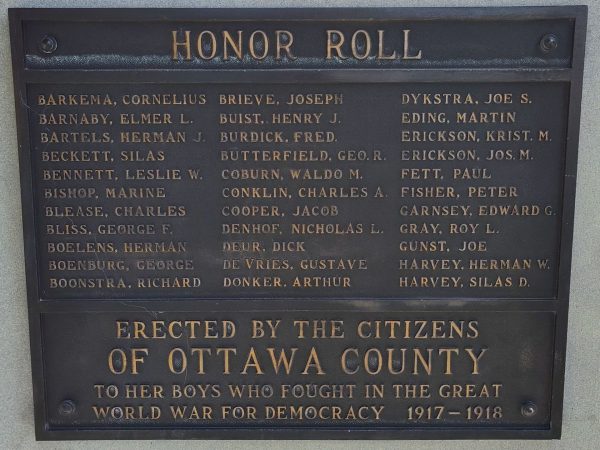 HONOR ROLL
BARKEMA, CORNELIUS
BARNABY, ELMER L.
BARTELS, HERMAN J.
BECKETT, SILAS
BENNETT, LESLIE W.
BISHOP, MARINE
BLEASE, CHARLES
BLISS, GEORGE F.
BOELENS, HERMAN
BOENBURG, GEORGE
BOONSTRA, RICHARD
BRIEVE, JOSEPH
BUIST, HENRY J.
BURDICK, FRED.
BUTTERFIELD, GEO. R.
COBURN, WALDO M.
CONKLIN, CHARLES A.
COOPER, JACOB
DENHOF, NICHOLAS L.
DEUR, DICK
DE VRIES, GUSTAVE
DONKER, ARTHUR
DYKSTRA, JOE S.
EDING, MARTIN
ERICKSON, KRIST. M.
ERICKSON, JOS. M.
FETT, PAUL
FISHER, PETER
GARNSEY, EDWARD G.
GRAY, ROY L.
GUNST, JOE
HARVEY, HERMAN W.
HARVEY, SILAS D.
ERECTED BY THE CITIZENS
OF OTTAWA COUNTY
TO HER BOYS WHO FOUGHT IN THE GREAT
WORLD WAR FOR DEMOCRACY 1917-1918